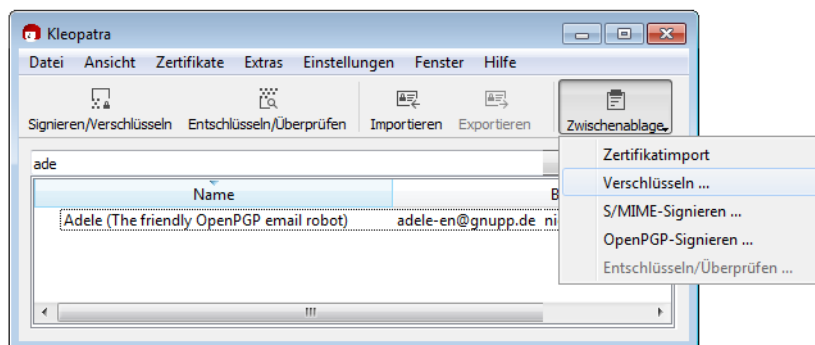 Kleopatra
Datei Ansicht Zertifikate Extras Einstellungen Fenster Hilfe
Signieren/Verschlüsseln Entschlüsseln/Überprüfen Importieren Exportieren Zwischenablage
ade
Name B
Adele (The friendly OpenPGP email robot) adele-en@gnupp.de ni
Zertifikatimport
Verschlüsseln ...
S/MIME-Signieren ...
OpenPGP-Signieren ...
Entschlüsseln/Überprüfen ...